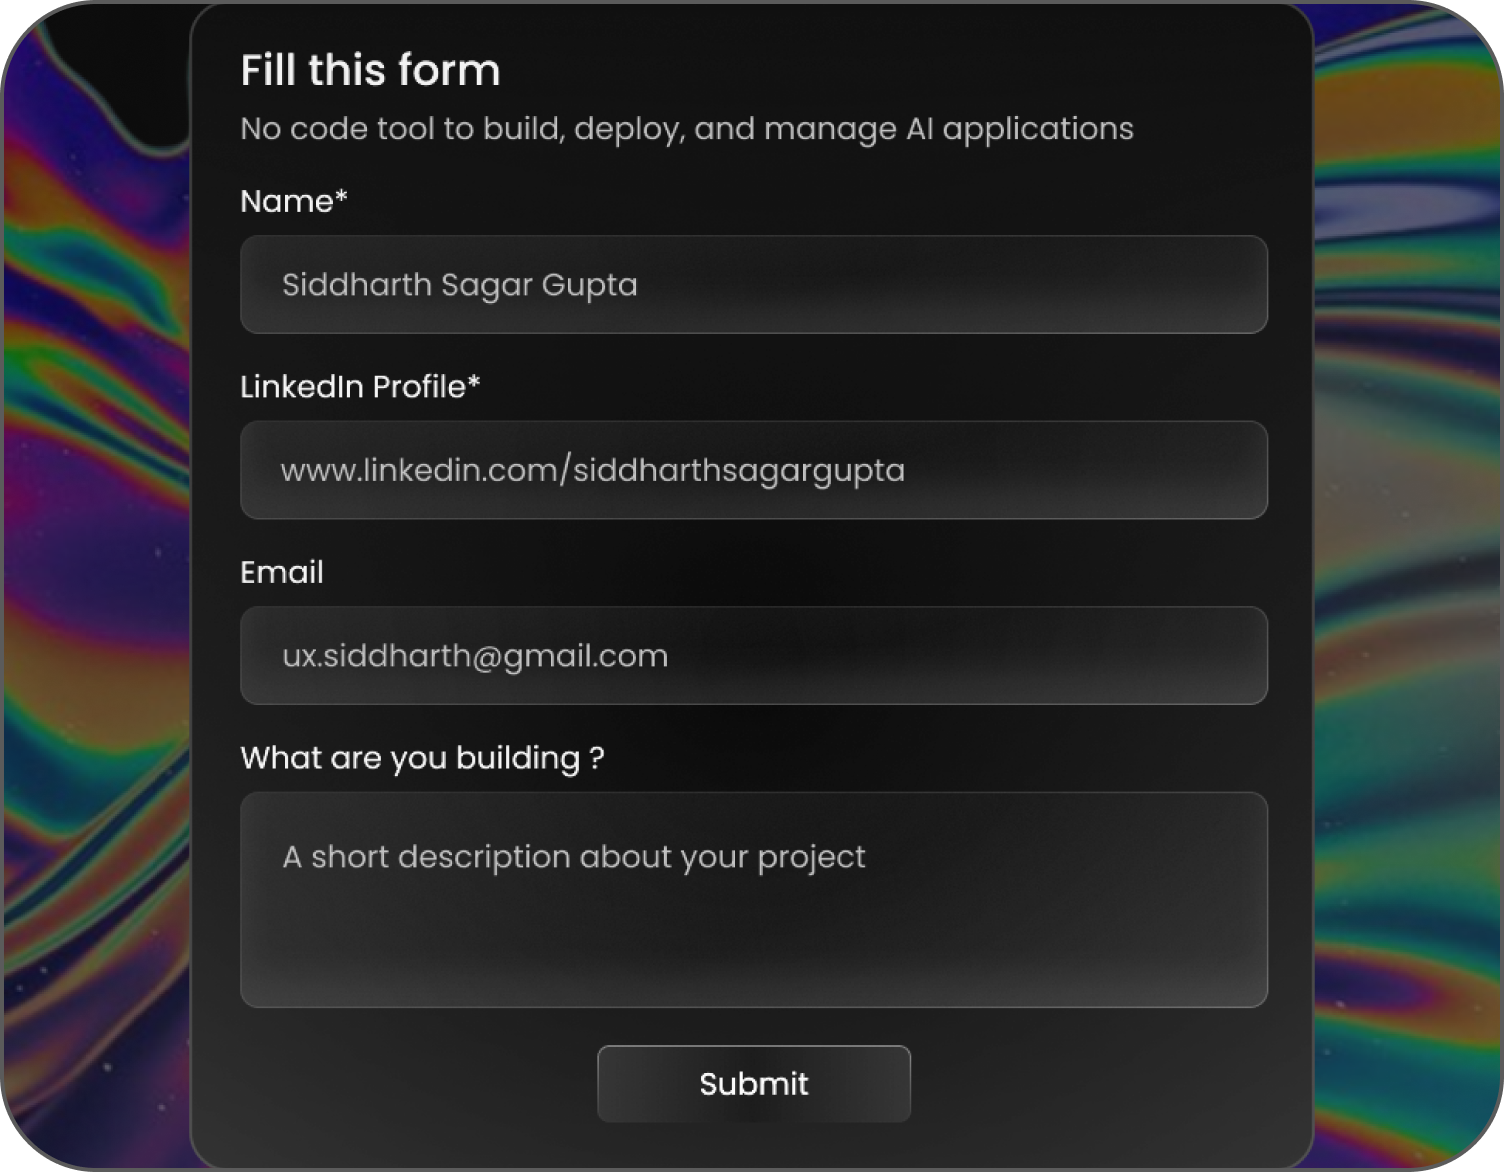 Fill this form
No code tool to build, deploy, and manage AI applications
Name*
Siddharth Sagar Gupta
LinkedIn Profile*
www.linkedin.com/siddharthsagargupta
Email
ux.siddharth@gmail.com
What are you building ?
A short description about your project
Submit